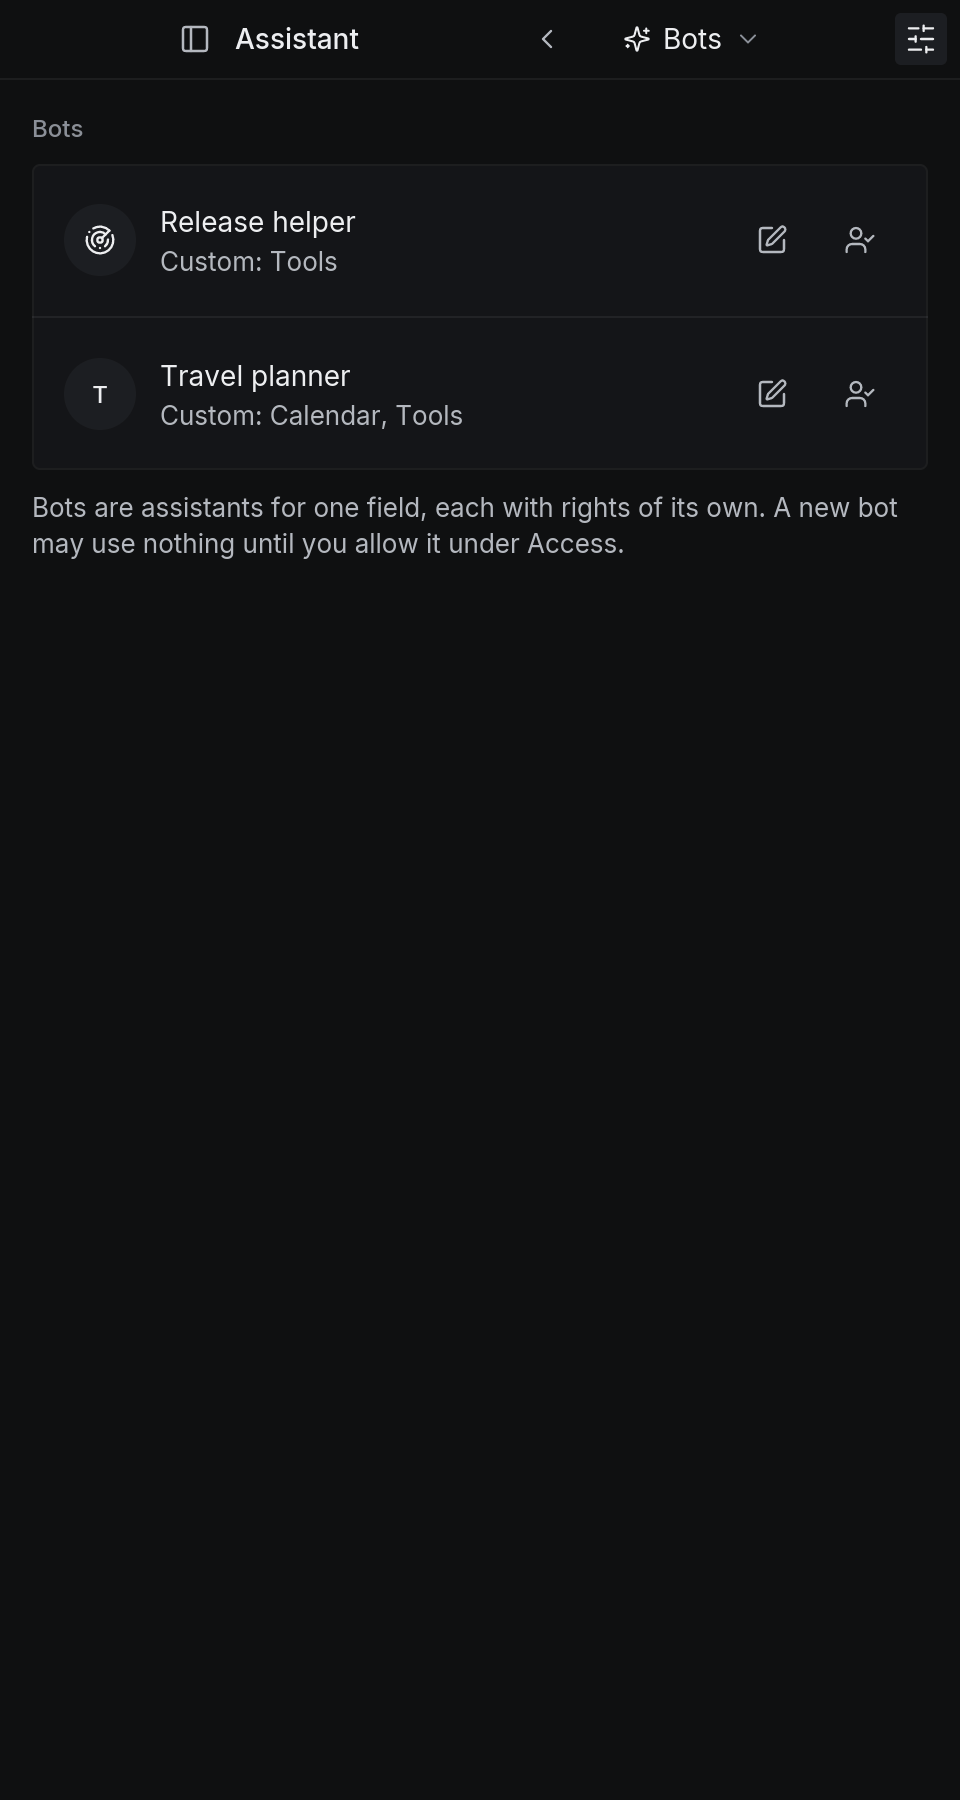 Assistant
Bots
Bots
Release helper
Custom: Tools
T
Travel planner
Custom: Calendar, Tools
Bots are assistants for one field, each with rights of its own. A new bot
may use nothing until you allow it under Access.